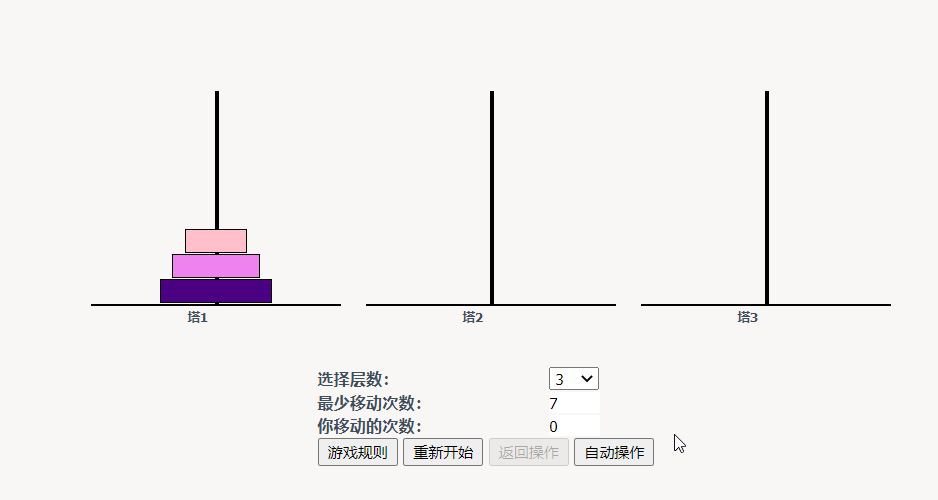 塔1 塔2 塔3
选择层数： 3
最少移动次数： 7
你移动的次数： 0
游戏规则 重新开始 返回操作 自动操作